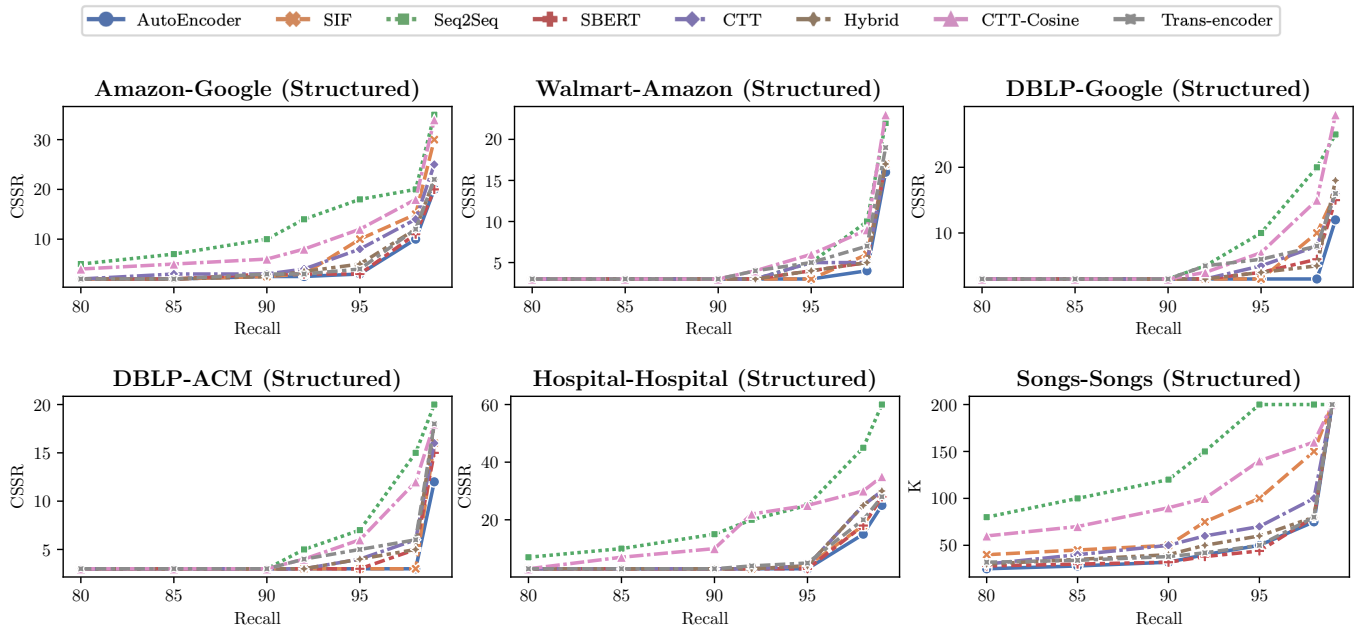 AutoEncoder SIF Seq2Seq SBERT CTT Hybrid CTT-Cosine Trans-encoder
Amazon-Google (Structured)
CSSR
30
20
10
80 85 90 95
Recall
Walmart-Amazon (Structured)
CSSR
20
15
10
5
80 85 90 95
Recall
DBLP-Google (Structured)
CSSR
20
10
80 85 90 95
Recall
DBLP-ACM (Structured)
CSSR
20
15
10
5
80 85 90 95
Recall
Hospital-Hospital (Structured)
CSSR
60
40
20
80 85 90 95
Recall
Songs-Songs (Structured)
K
200
150
100
50
80 85 90 95
Recall